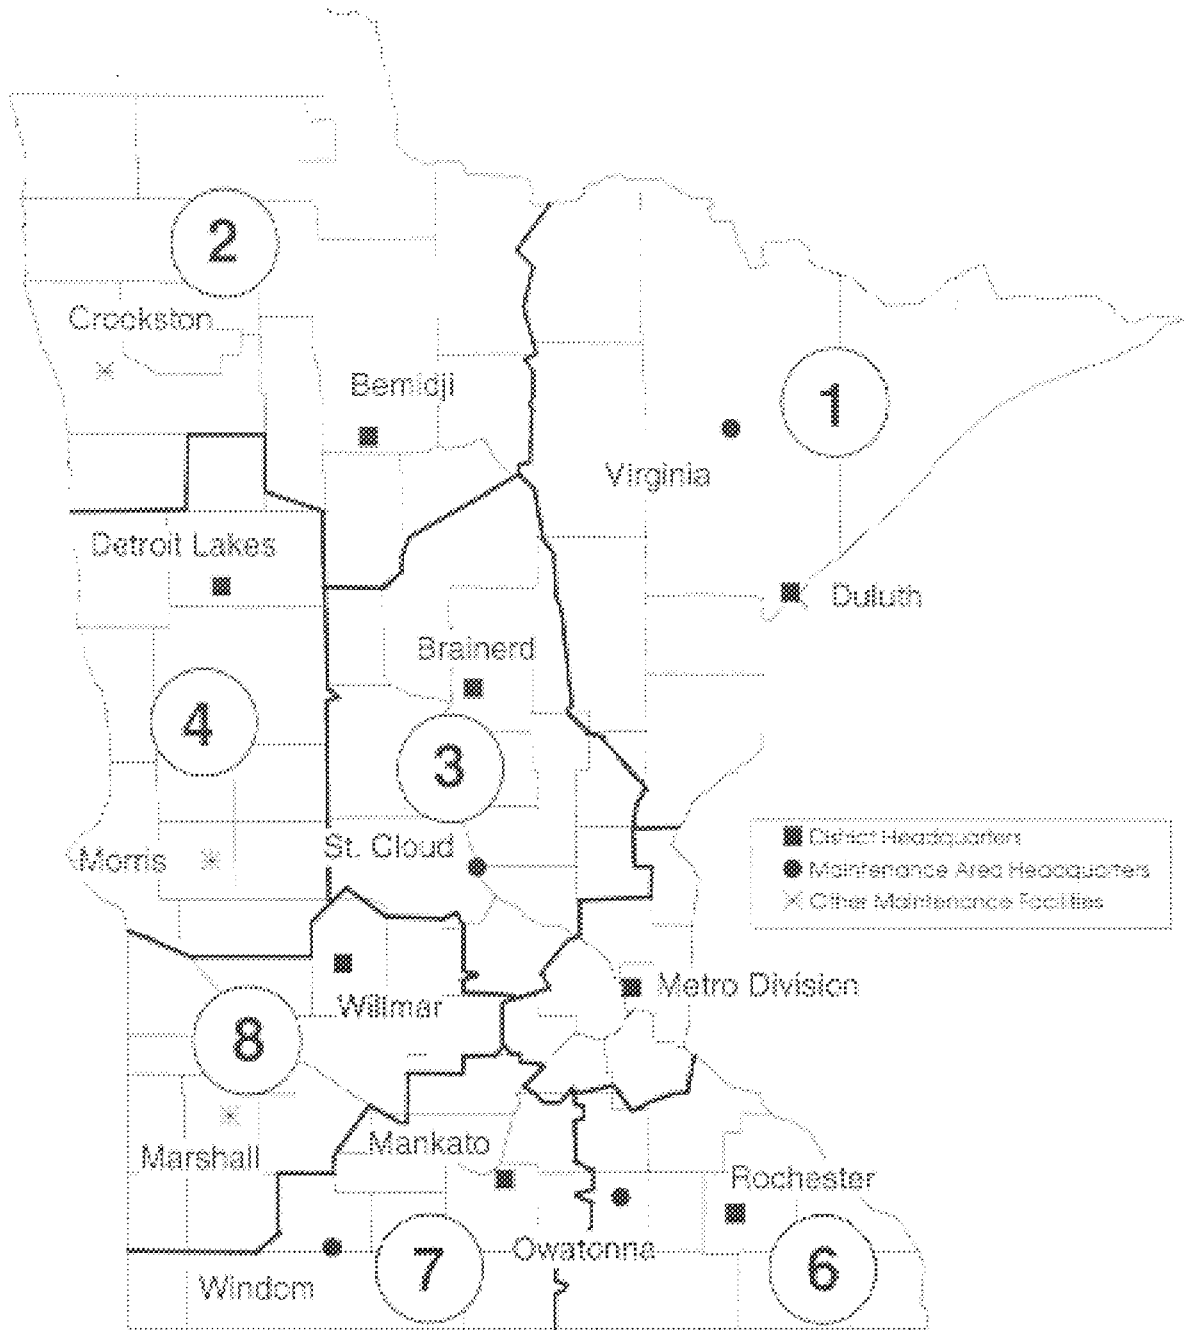 2
Crookston
Bemidji
1
Virginia
Detroit Lakes
Duluth
Brainerd
4
3
St. Cloud
Morris
District Headquarters
Maintenance Area Headquarters
Other Maintenance Facilities
Metro Division
Willmar
8
Mankato
Marshall
Rochester
Owatonna
7
6
Windom